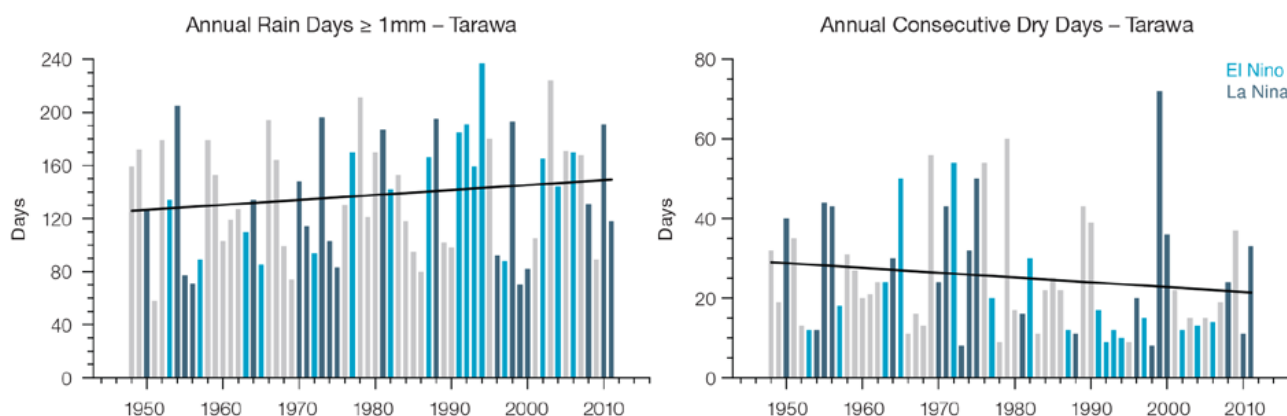 Annual Rain Days ≥ 1mm – Tarawa
240
200
160
120
80
40
0
Days
1950 1960 1970 1980 1990 2000 2010
Annual Consecutive Dry Days – Tarawa
El Nino
La Nina
80
60
40
20
0
Days
1950 1960 1970 1980 1990 2000 2010